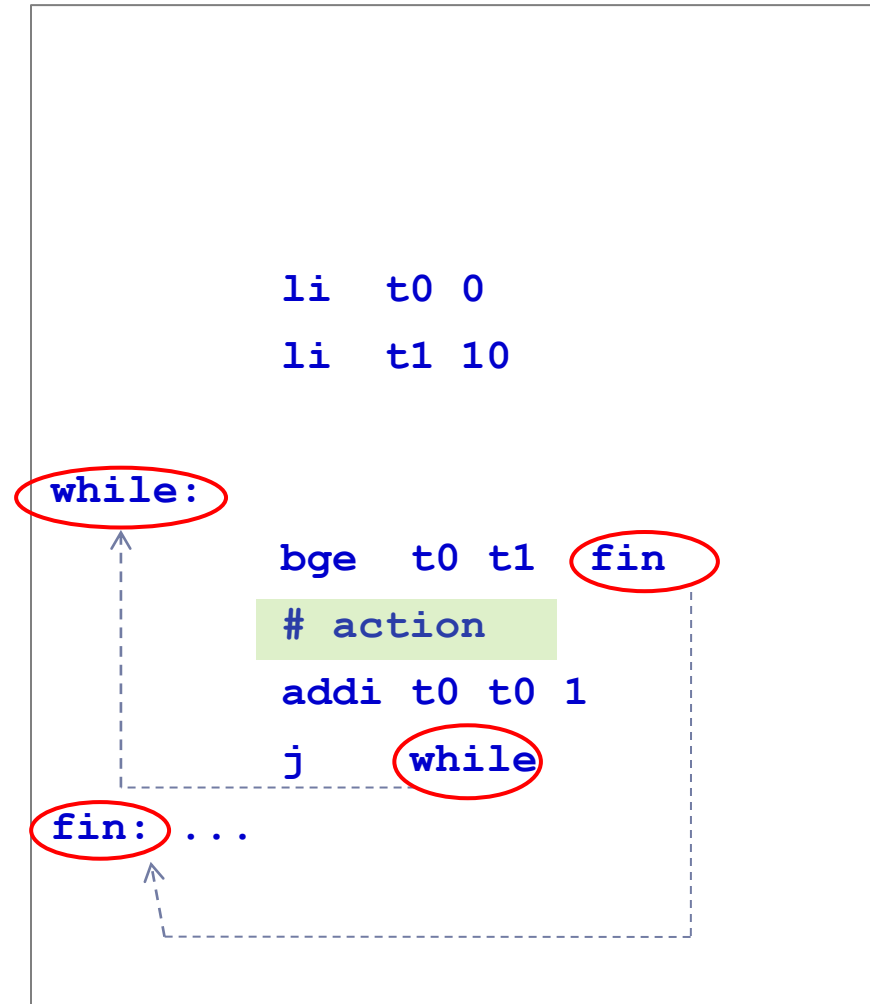 li t0 0
li t1 10
while:
bge t0 t1 fin
# action
addi t0 t0 1
j while
fin: ...